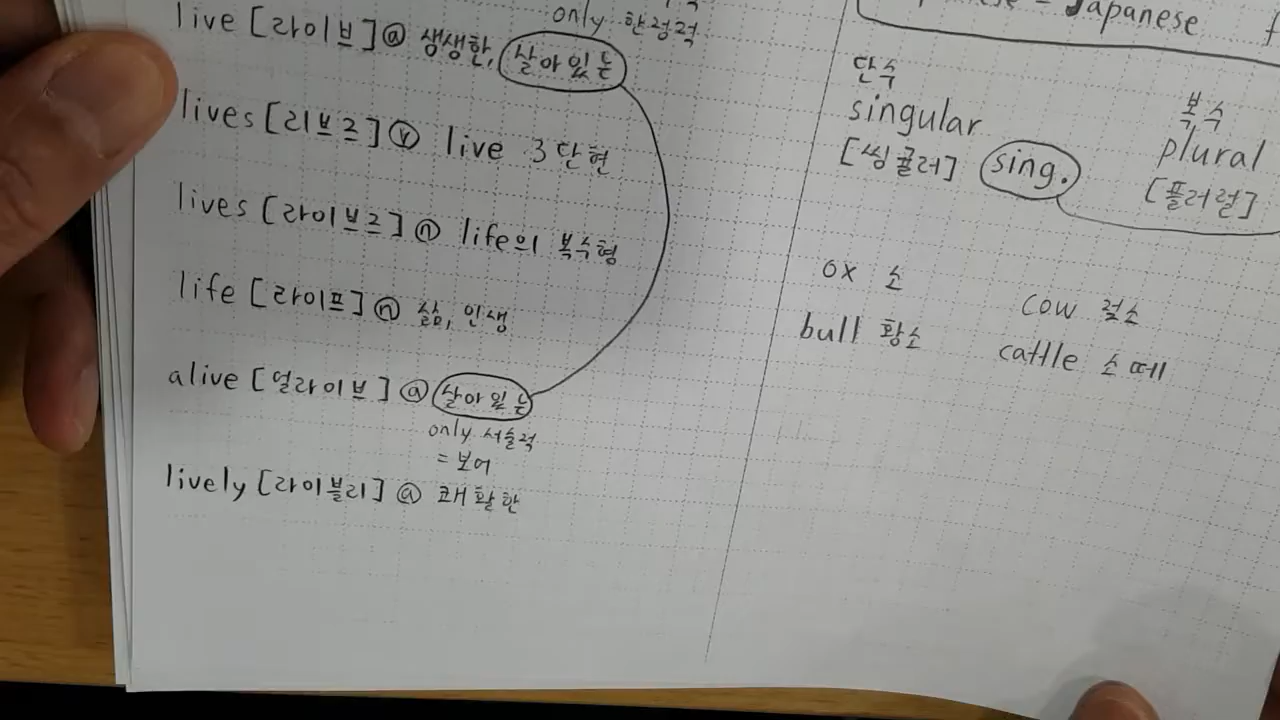 only 한정적
live [라이브] ⓐ 생생한, 살아있는
lives [리브즈] ⓥ live 3단현
lives [라이브즈] ⓝ life의 복수형
life [라이프] ⓝ 삶, 인생
alive [얼라이브] ⓐ 살아있는
only 서술적
= 보어
lively [라이블리] ⓐ 쾌활한
Japanese
단수
singular
[씽귤러] sing.
복수
plural
[플러럴]
ox 소
bull 황소
cow 젖소
cattle 소떼